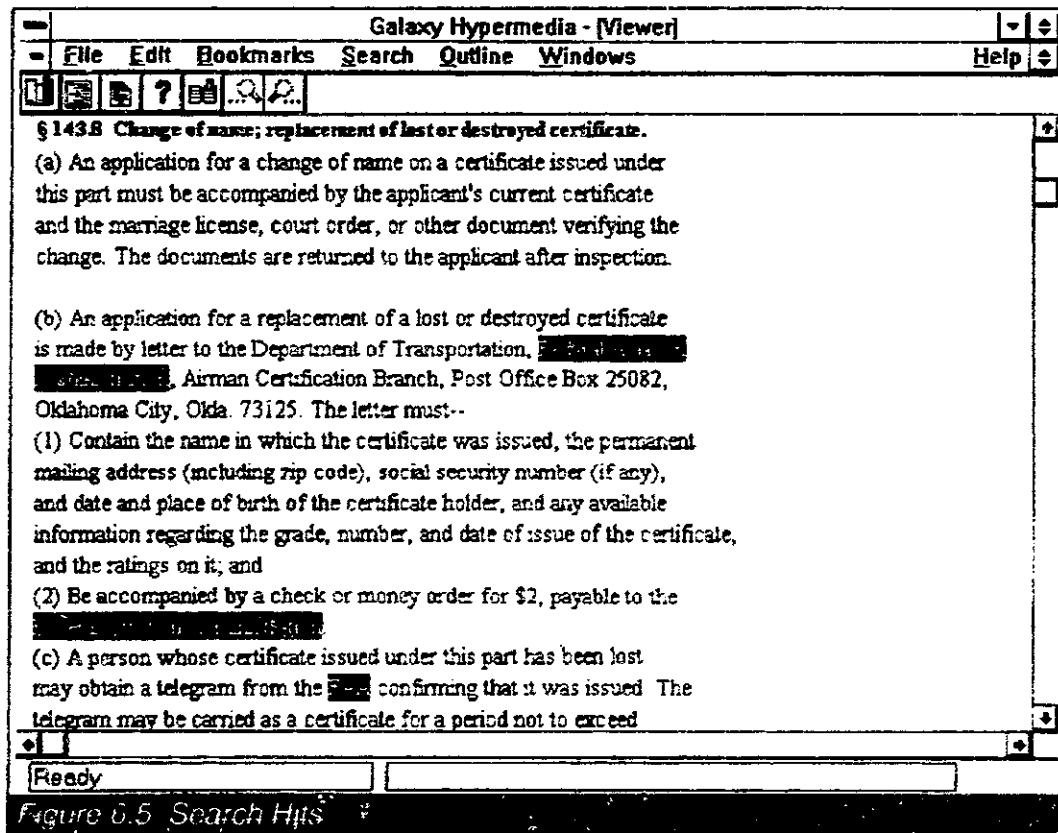 Galaxy Hypermedia - [Viewer]
File Edit Bookmarks Search Outline Windows Help
§ 143.8 Change of name; replacement of lost or destroyed certificate.
(a) An application for a change of name on a certificate issued under
this part must be accompanied by the applicant's current certificate
and the marriage license, court order, or other document verifying the
change. The documents are returned to the applicant after inspection.
(b) An application for a replacement of a lost or destroyed certificate
is made by letter to the Department of Transportation,
, Airman Certification Branch, Post Office Box 25082,
Oklahoma City, Okla. 73125. The letter must--
(1) Contain the name in which the certificate was issued, the permanent
mailing address (including zip code), social security number (if any),
and date and place of birth of the certificate holder, and any available
information regarding the grade, number, and date of issue of the certificate,
and the ratings on it; and
(2) Be accompanied by a check or money order for $2, payable to the
(c) A person whose certificate issued under this part has been lost
may obtain a telegram from the confirming that it was issued. The
telegram may be carried as a certificate for a period not to exceed
Ready
Figure 6.5 Search Hits